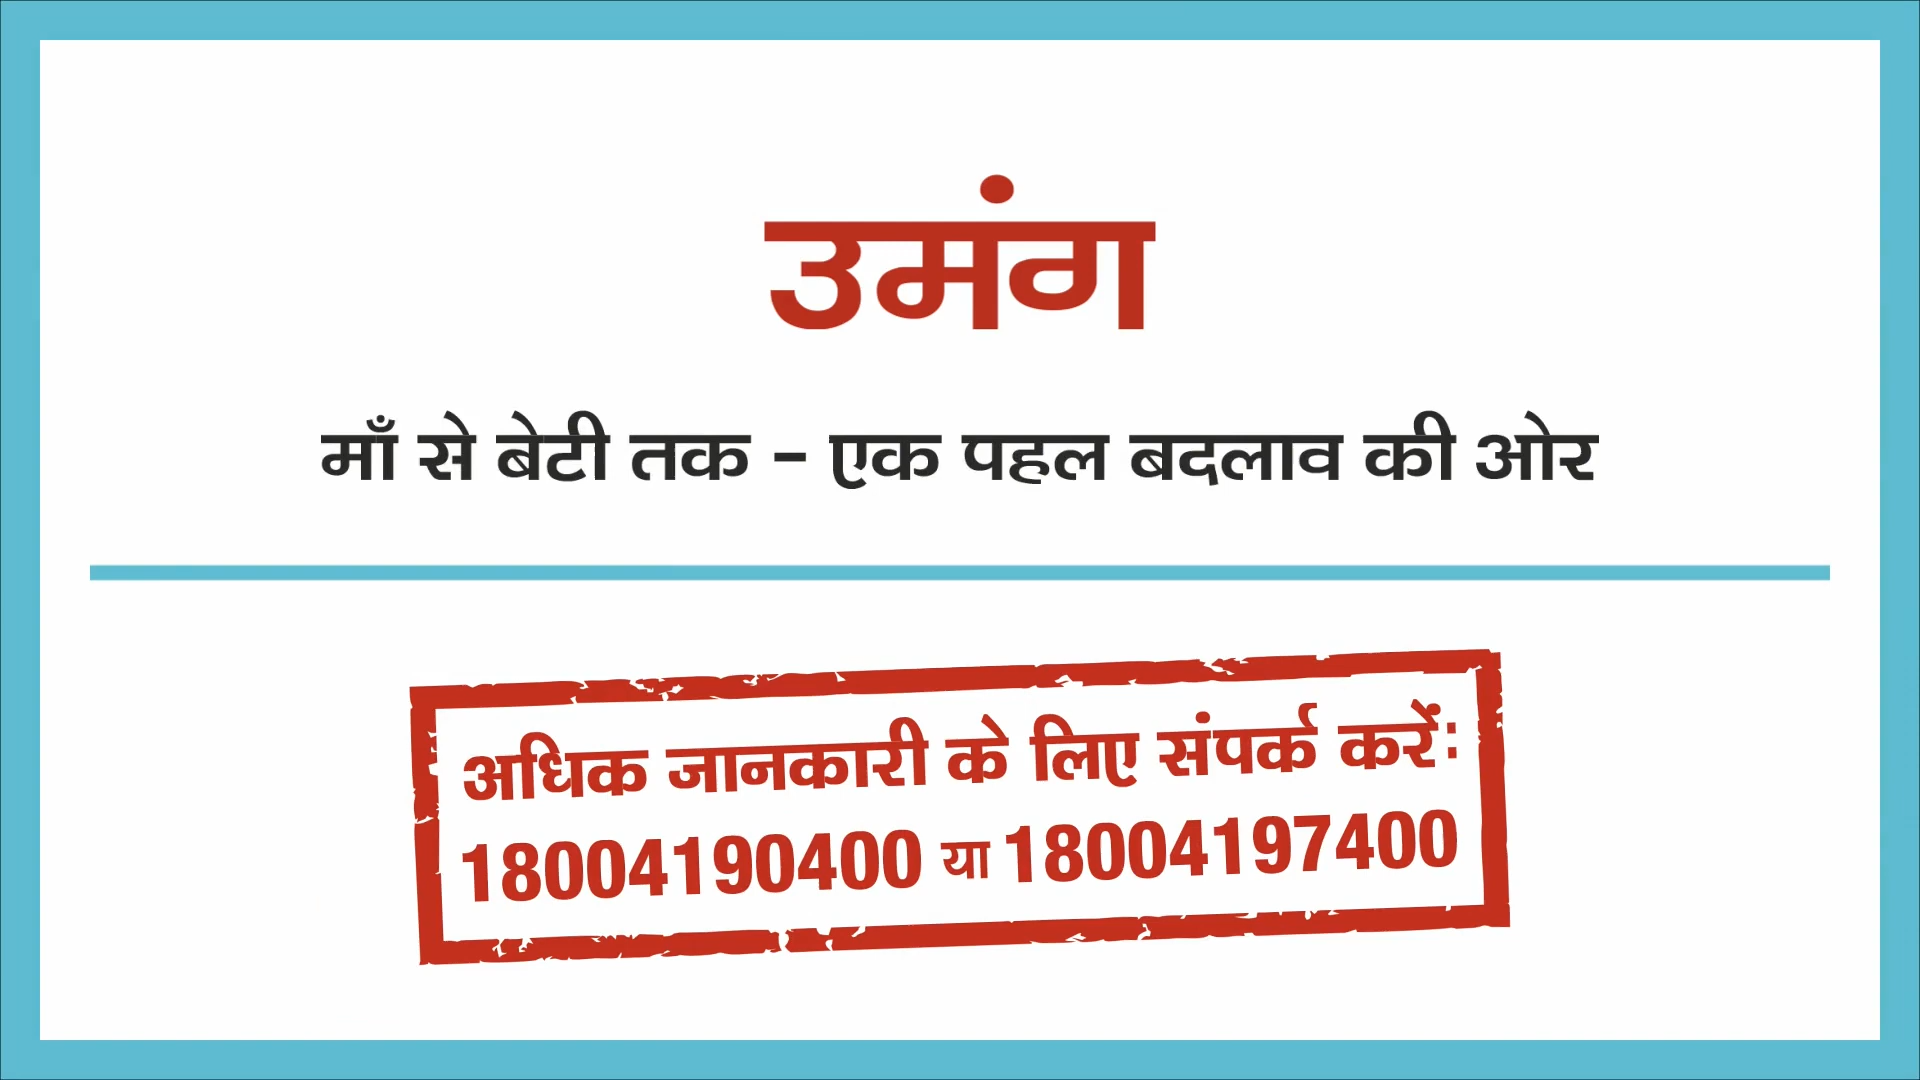 उमंग
माँ से बेटी तक - एक पहल बदलाव की ओर
अधिक जानकारी के लिए संपर्क करें:
18004190400 या 18004197400